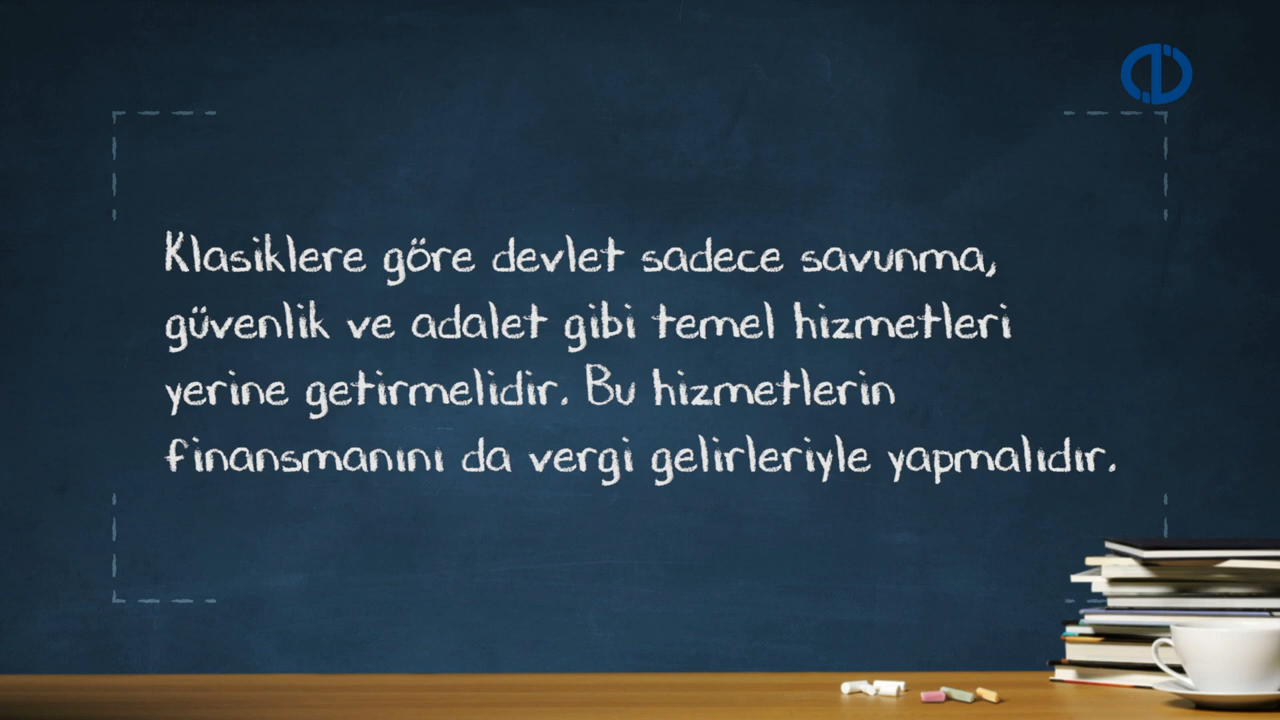 Klasiklere göre devlet sadece savunma,
güvenlik ve adalet gibi temel hizmetleri
yerine getirmelidir. Bu hizmetlerin
finansmanını da vergi gelirleriyle yapmalıdır.